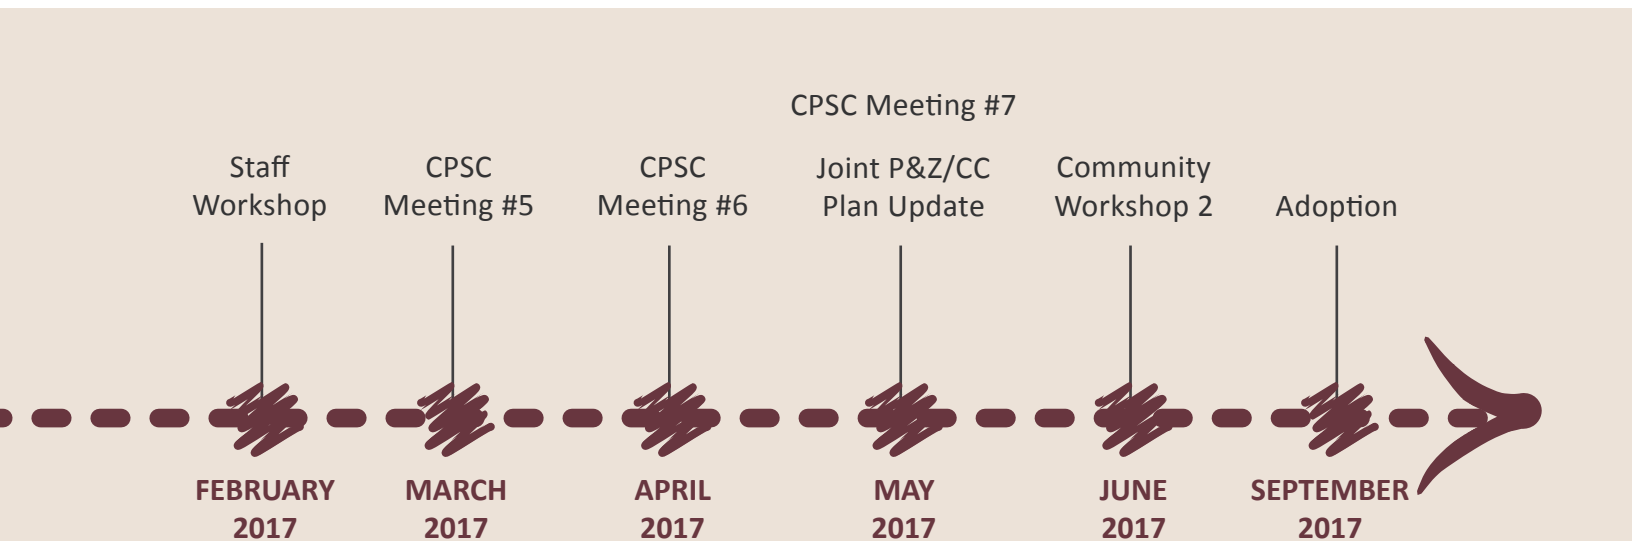 CPSC Meeting #7
Staff
Workshop
CPSC
Meeting #5
CPSC
Meeting #6
Joint P&Z/CC
Plan Update
Community
Workshop 2
Adoption
FEBRUARY
2017
MARCH
2017
APRIL
2017
MAY
2017
JUNE
2017
SEPTEMBER
2017